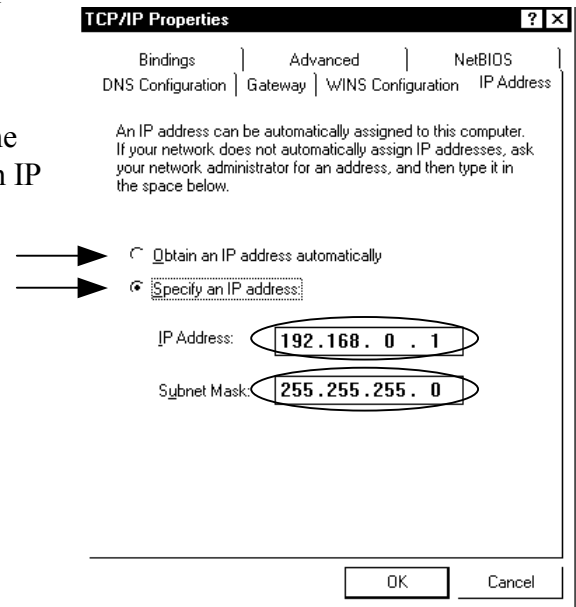 TCP/IP Properties ? ×
Bindings Advanced NetBIOS
DNS Configuration Gateway WINS Configuration IP Address
An IP address can be automatically assigned to this computer.
If your network does not automatically assign IP addresses, ask
your network administrator for an address, and then type it in
the space below.
IP
Obtain an IP address automatically
Specify an IP address:
IP Address: 192.168. 0 . 1
Subnet Mask: 255.255.255. 0
OK Cancel